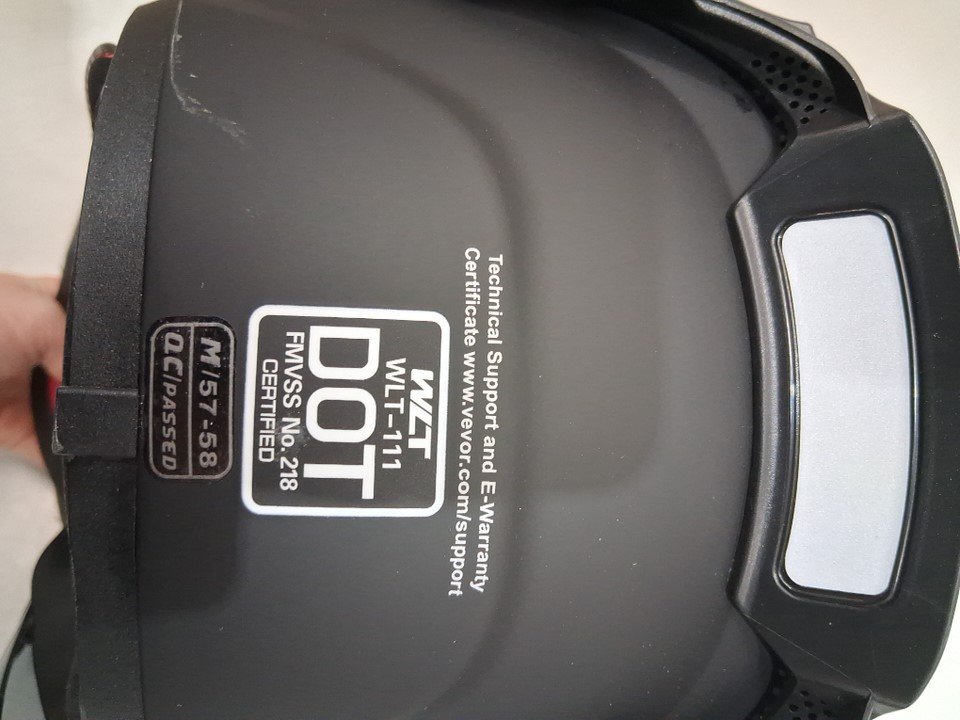 Technical Support and E-Warranty
Certificate www.vevor.com/support
WLT
WLT-111
DOT
FMVSS No. 218
CERTIFIED
M/57-58
QC/PASSED